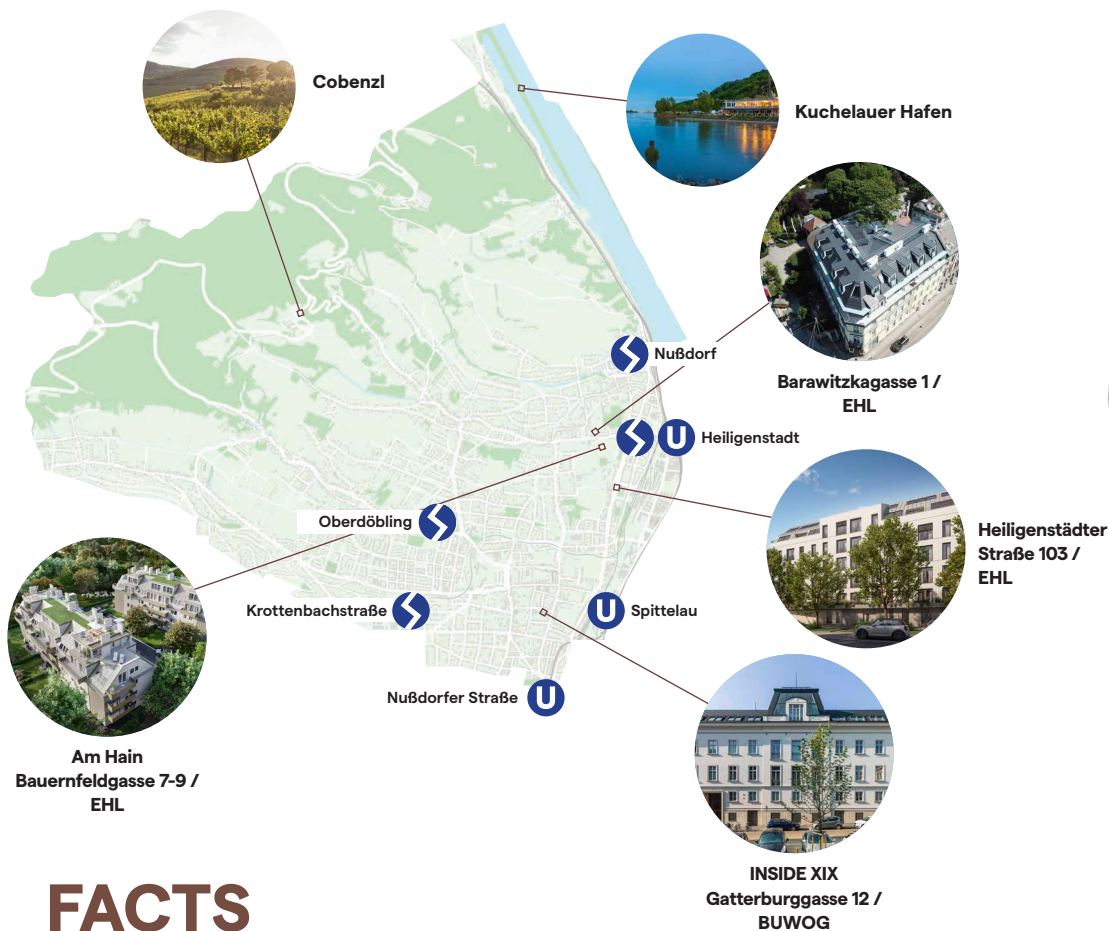 Cobenzl
Kuchelauer Hafen
Barawitzkagasse 1 /
EHL
Nußdorf
U
Heiligenstadt
Oberdöbling
Heiligenstädter
Straße 103 /
EHL
Krottenbachstraße
U
Spittelau
Nußdorfer Straße
U
Am Hain
Bauernfeldgasse 7-9 /
EHL
INSIDE XIX
Gatterburggasse 12 /
BUWOG
FACTS